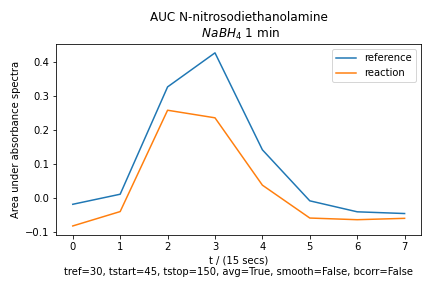 AUC N-nitrosodiethanolamine
NaBH₄ 1 min
reference
reaction
Area under absorbance spectra
0.4
0.3
0.2
0.1
0.0
−0.1
0 1 2 3 4 5 6 7
t / (15 secs)
tref=30, tstart=45, tstop=150, avg=True, smooth=False, bcorr=False